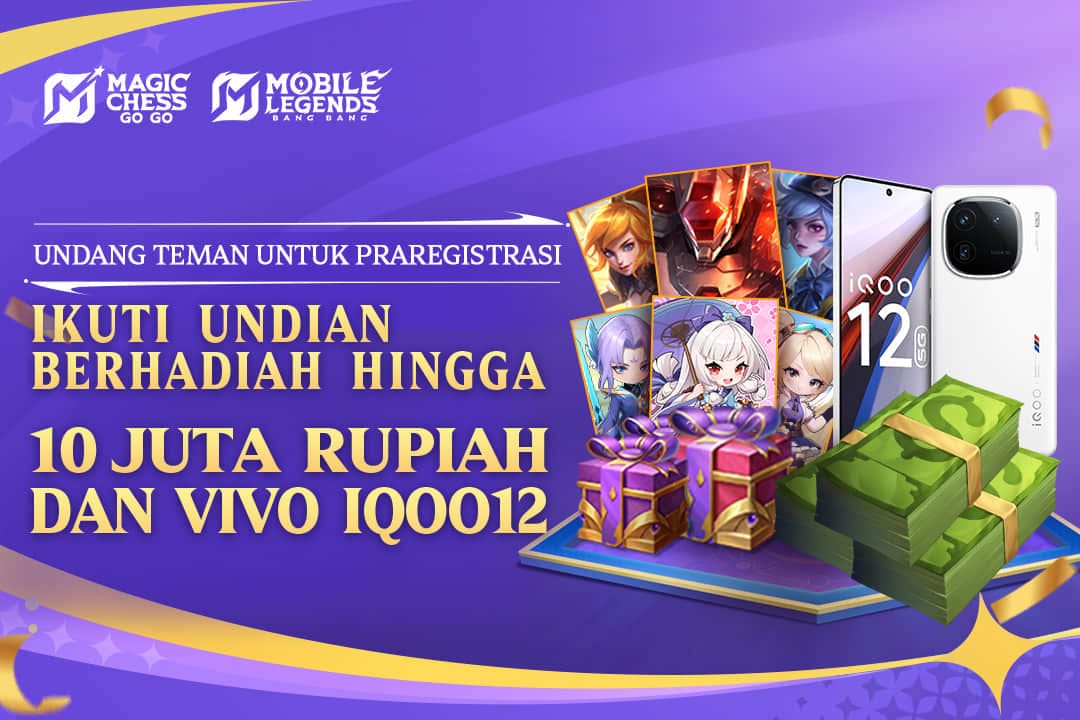 MAGIC
CHESS
GO GO
MOBILE
LEGENDS
BANG BANG
UNDANG TEMAN UNTUK PRAREGISTRASI
IKUTI UNDIAN
BERHADIAH HINGGA
10 JUTA RUPIAH
DAN VIVO IQOO12
iQOO
12
5G
iQOO